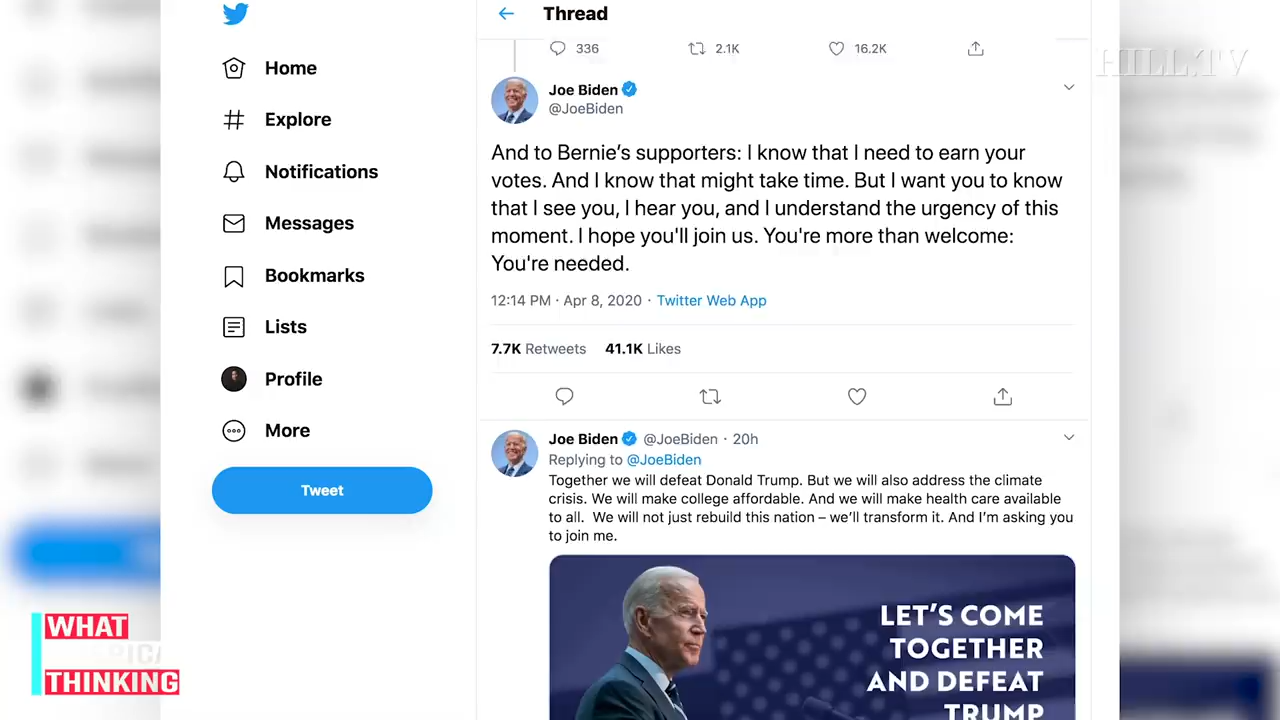 Thread
HILL.TV
336 2.1K 16.2K
Home
Explore
Notifications
Messages
Bookmarks
Lists
Profile
More
Tweet
Joe Biden
@JoeBiden
And to Bernie’s supporters: I know that I need to earn your
votes. And I know that might take time. But I want you to know
that I see you, I hear you, and I understand the urgency of this
moment. I hope you'll join us. You're more than welcome:
You're needed.
12:14 PM · Apr 8, 2020 · Twitter Web App
7.7K Retweets 41.1K Likes
Joe Biden @JoeBiden · 20h
Replying to @JoeBiden
Together we will defeat Donald Trump. But we will also address the climate
crisis. We will make college affordable. And we will make health care available
to all. We will not just rebuild this nation – we’ll transform it. And I’m asking you
to join me.
LET’S COME
TOGETHER
AND DEFEAT
TRUMP
WHAT
THINKING